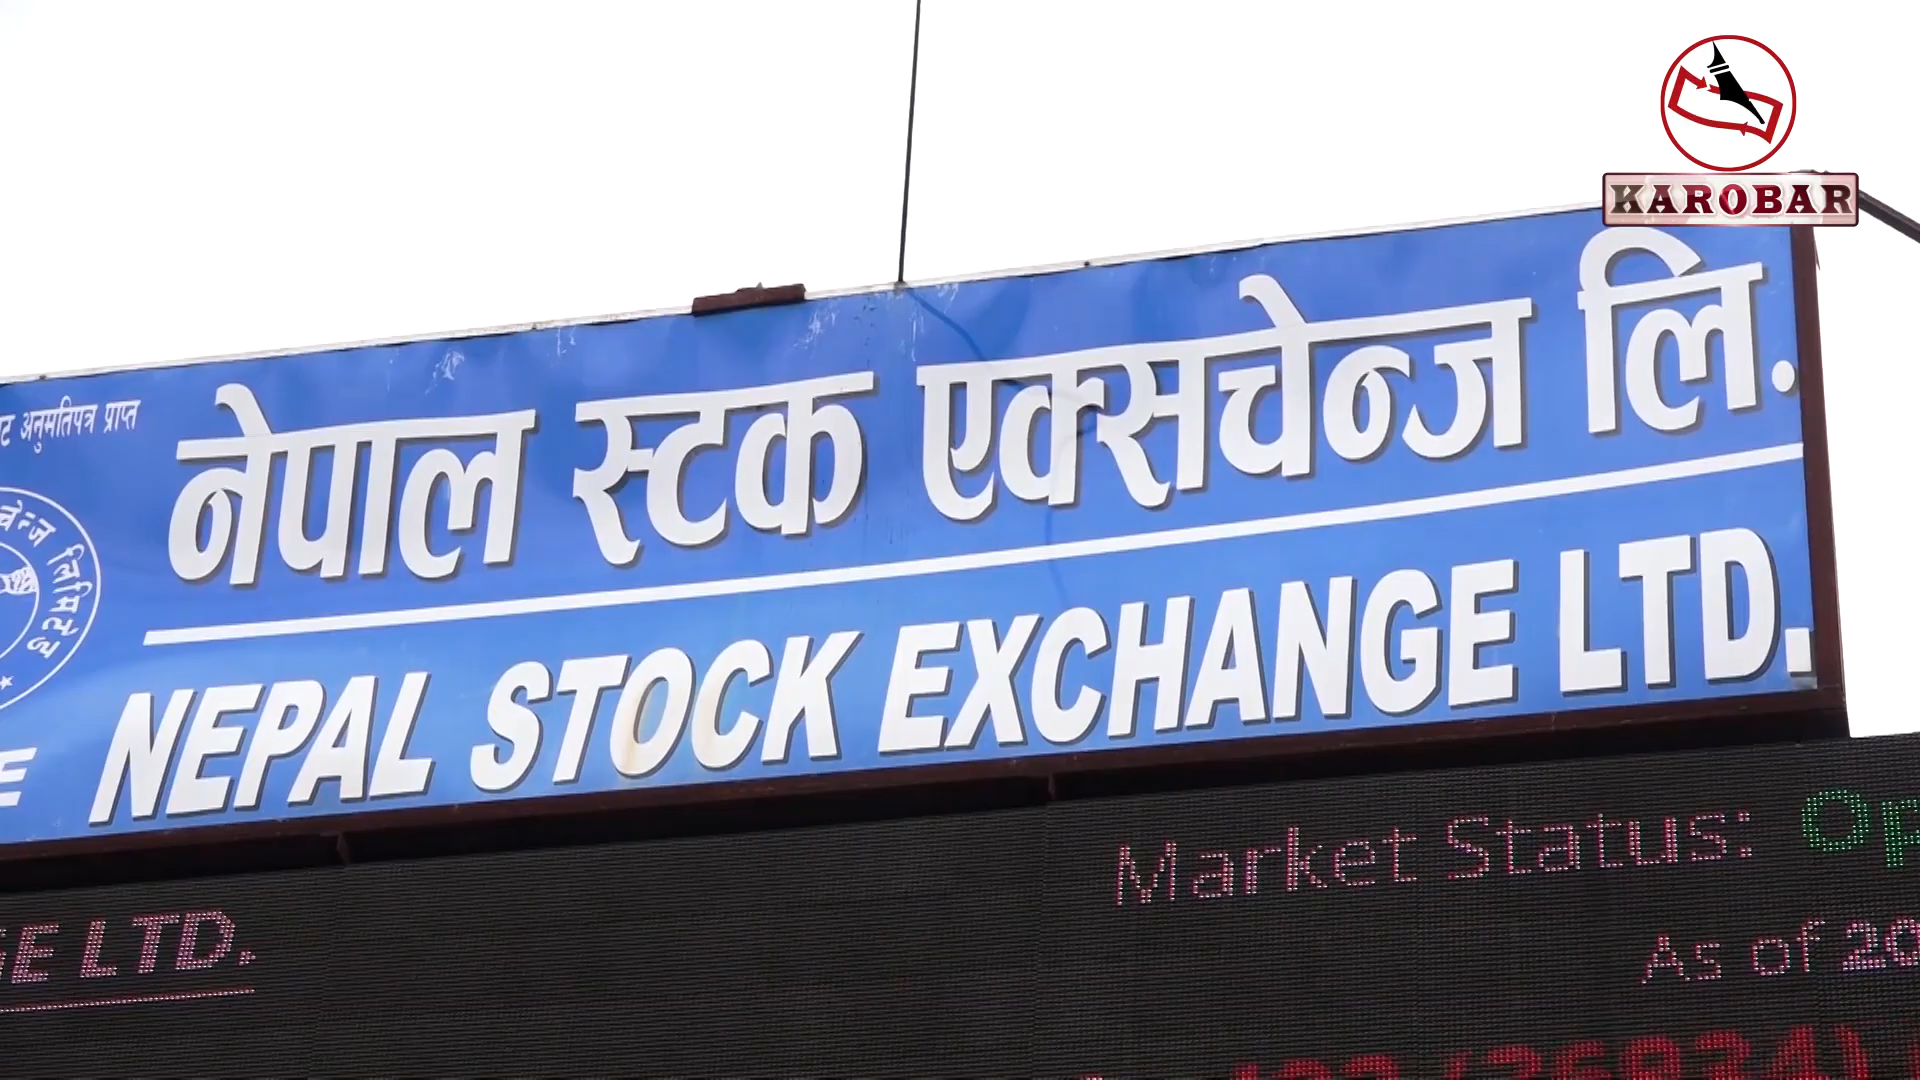 KAROBAR
अनुमतिपत्र प्राप्त
नेपाल स्टक एक्सचेन्ज लि.
NEPAL STOCK EXCHANGE LTD.
लिमिटेड
Market Status:
LTD.
As of